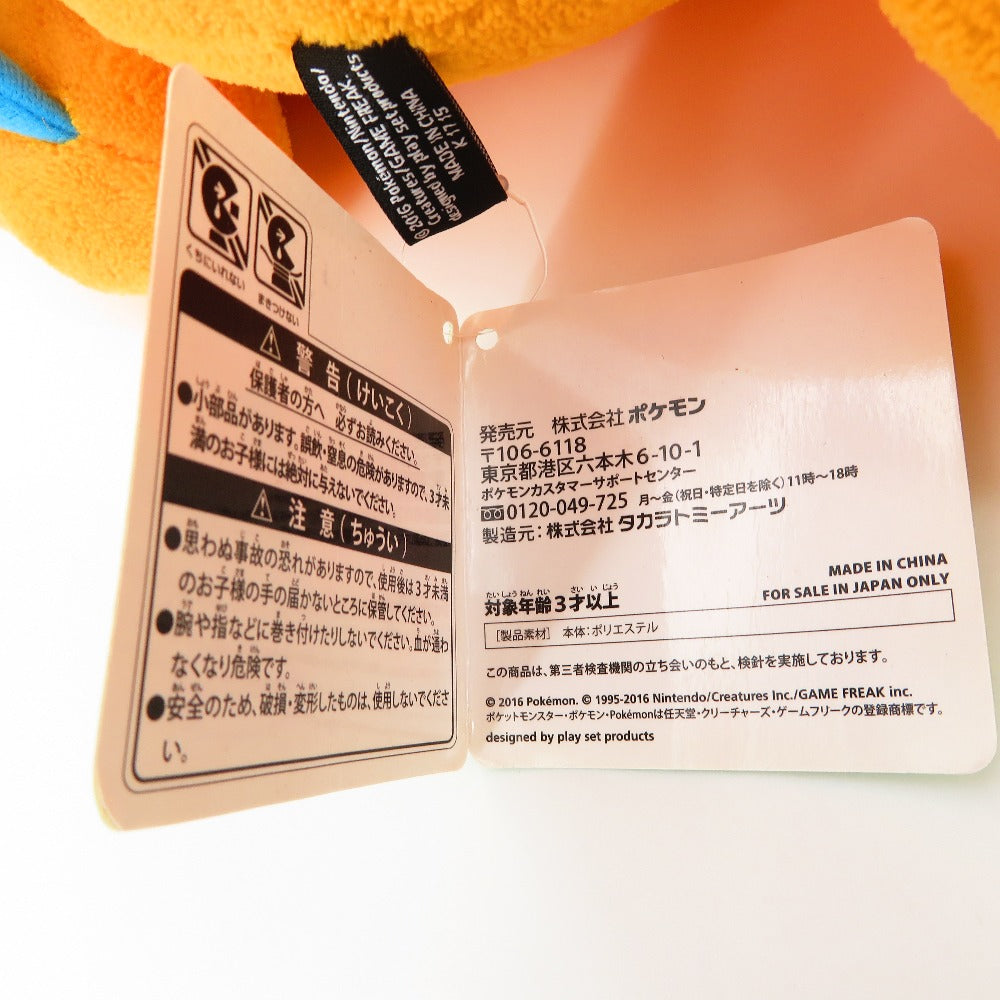 © 2016 Pokémon/Nintendo/
Creatures/GAME FREAK.
designed by play set products
MADE IN CHINA
K 11/15
くちにいれない
まきつけない
警告（けいこく）
保護者の方へ 必ずお読みください。
●小部品があります。誤飲・窒息の危険がありますので、3才未
満のお子様には絶対に与えないでください。
注意（ちゅうい）
●思わぬ事故の恐れがありますので、使用後は3才未満
のお子様の手の届かないところに保管してください。
●腕や指などに巻き付けたりしないでください。血が通わ
なくなり危険です。
●安全のため、破損・変形したものは、使用しないでくださ
い。
発売元 株式会社 ポケモン
〒106-6118
東京都港区六本木6-10-1
ポケモンカスタマーサポートセンター
0120-049-725 月～金（祝日・特定日を除く）11時～18時
製造元：株式会社 タカラトミーアーツ
MADE IN CHINA
FOR SALE IN JAPAN ONLY
たいしょうねんれい さいいじょう
対象年齢3才以上
［製品素材］ 本体：ポリエステル
この商品は、第三者検査機関の立ち会いのもと、検針を実施しております。
© 2016 Pokémon. © 1995-2016 Nintendo/Creatures Inc./GAME FREAK inc.
ポケットモンスター・ポケモン・Pokémonは任天堂・クリーチャーズ・ゲームフリークの登録商標です。
designed by play set products